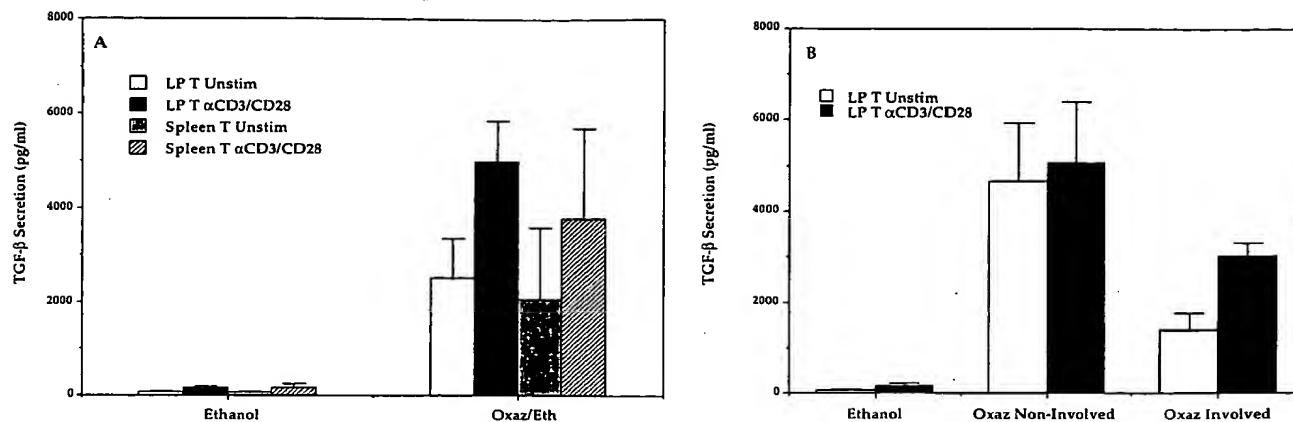 A
LP T Unstim
LP T αCD3/CD28
Spleen T Unstim
Spleen T αCD3/CD28
TGF-β Secretion (pg/ml)
8000
6000
4000
2000
0
Ethanol
Oxaz/Eth
B
LP T Unstim
LP T αCD3/CD28
TGF-β Secretion (pg/ml)
8000
6000
4000
2000
0
Ethanol
Oxaz Non-Involved
Oxaz Involved